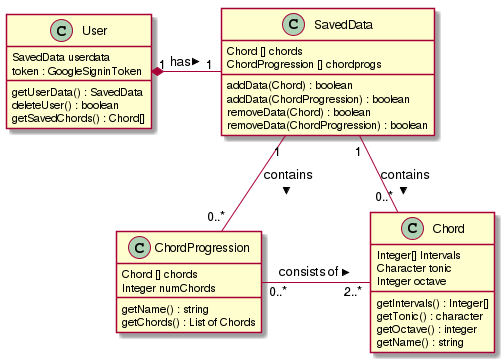 C User
SavedData userdata
token : GoogleSigninToken
getUserData() : SavedData
deleteUser() : boolean
getSavedChords() : Chord[]
1 has 1
C SavedData
Chord [] chords
ChordProgression [] chordprogs
addData(Chord) : boolean
addData(ChordProgression) : boolean
removeData(Chord) : boolean
removeData(ChordProgression) : boolean
1
contains
0..*
1
contains
0..*
C ChordProgression
Chord [] chords
Integer numChords
getName() : string
getChords() : List of Chords
consists of
0..* 2..*
C Chord
Integer[] Intervals
Character tonic
Integer octave
getIntervals() : Integer[]
getTonic() : character
getOctave() : integer
getName() : string